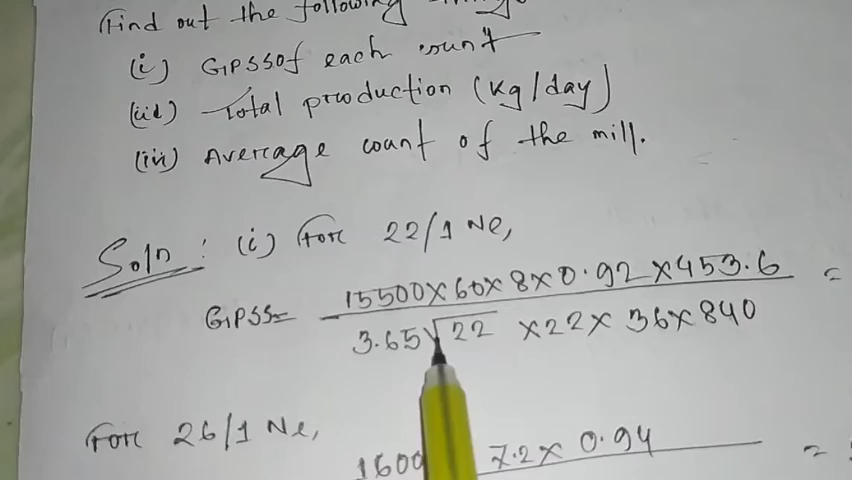 Find out the following
(i) GPSS of each count
(ii) Total production (Kg/day)
(iii) Average count of the mill.
Soln: (i) For 22/1 Ne,
GPSS= 15500×60×8×0.92×453.6 =
3.65√22 ×22×36×840
For 26/1 Ne,
1600 7.2× 0.94 =